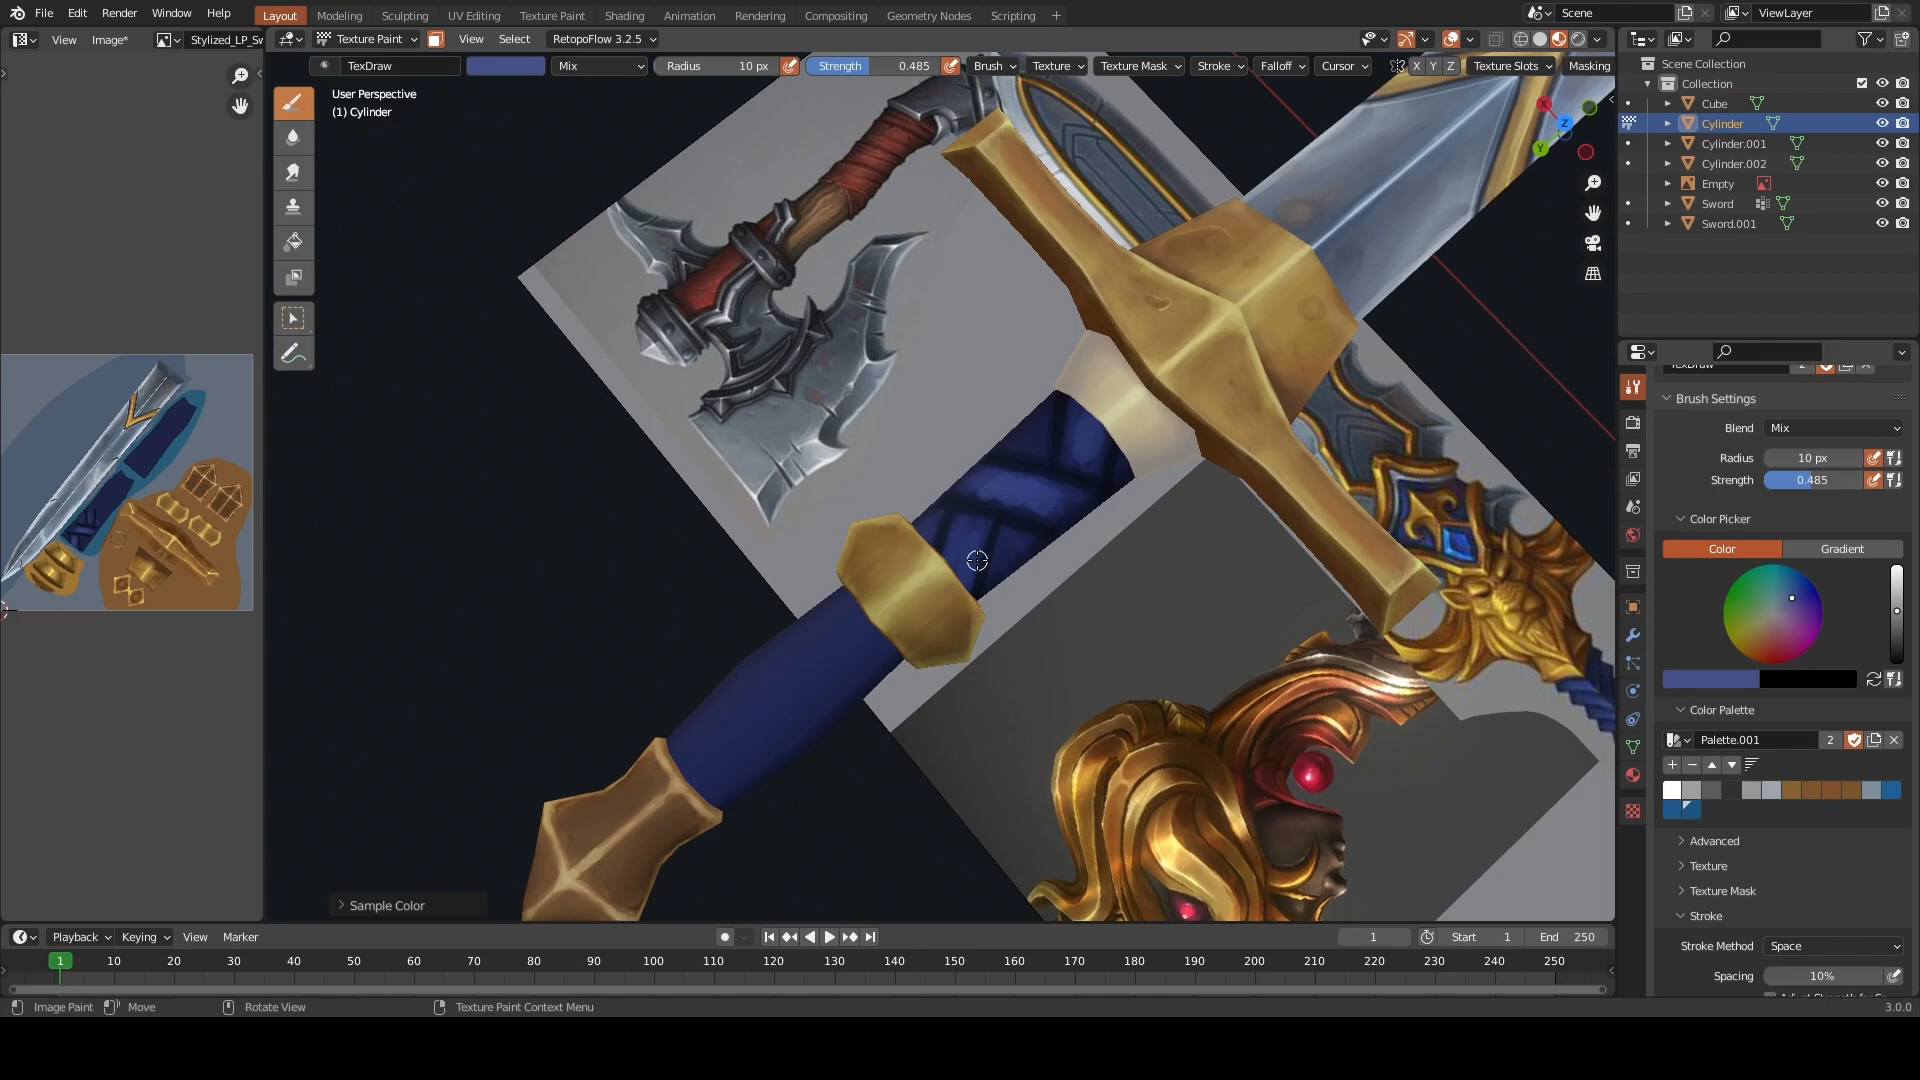 File Edit Render Window Help Layout Modeling Sculpting UV Editing Texture Paint Shading Animation Rendering Compositing Geometry Nodes Scripting + Scene ViewLayer
View Image* Stylized_LP_Sw Texture Paint View Select RetopoFlow 3.2.5
TexDraw Mix Radius 10 px Strength 0.485 Brush Texture Texture Mask Stroke Falloff Cursor X Y Z Texture Slots Masking
User Perspective
(1) Cylinder
X
Z
Y
Scene Collection
Collection
Cube
Cylinder
Cylinder.001
Cylinder.002
Empty
Sword
Sword.001
TexDraw 2
Brush Settings
Blend Mix
Radius 10 px
Strength 0.485
Color Picker
Color Gradient
Color Palette
Palette.001 2
Advanced
Texture
Texture Mask
Stroke
Stroke Method Space
Spacing 10%
Sample Color
Playback Keying View Marker 1 Start 1 End 250
1 10 20 30 40 50 60 70 80 90 100 110 120 130 140 150 160 170 180 190 200 210 220 230 240 250
Image Paint Move Rotate View Texture Paint Context Menu 3.0.0